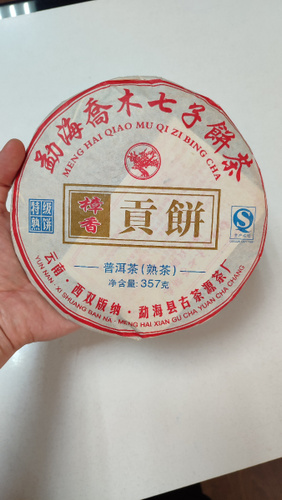 勐海喬木七子餅茶
MENG HAI QIAO MU QI ZI BING CHA
特級
熟饼
樟香
貢餅
普洱茶(熟茶)
净含量:357克
云南·西双版纳·勐海县古茶源茶厂
YUN NAN · XI SHUANG BAN NA · MENG HAI XIAN GU CHA YUAN CHA CHANG